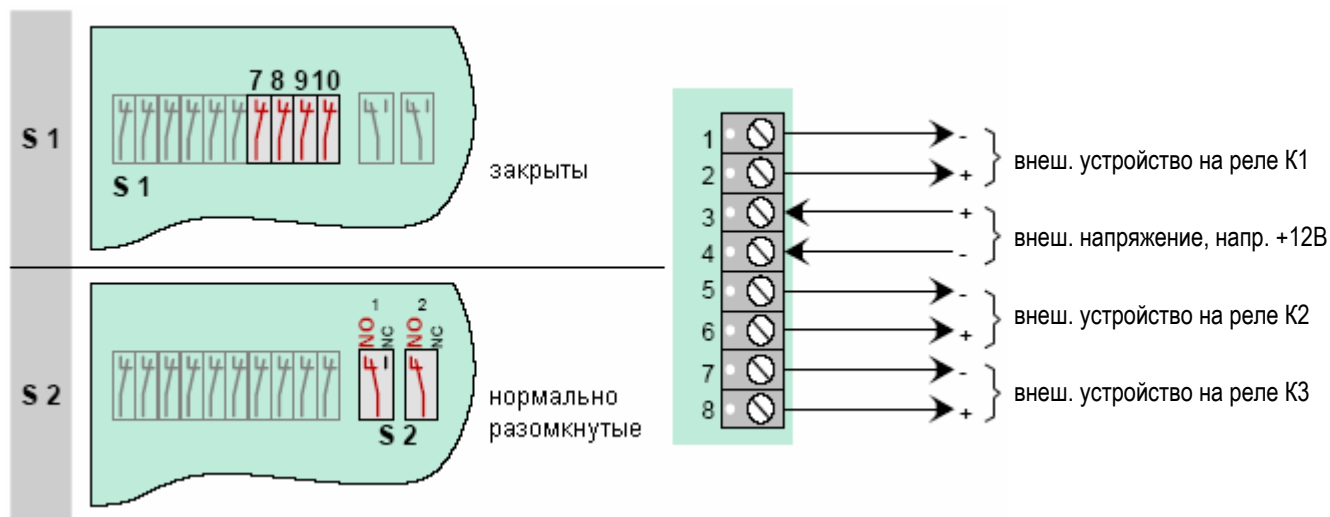 S 1
7 8 9 10
S 1
закрыты
S 2
1 2
NO NC NO NC
S 2
нормально
разомкнутые
1 -
2 +
внеш. устройство на реле К1
3 +
4 -
внеш. напряжение, напр. +12В
5 -
6 +
внеш. устройство на реле К2
7 -
8 +
внеш. устройство на реле К3